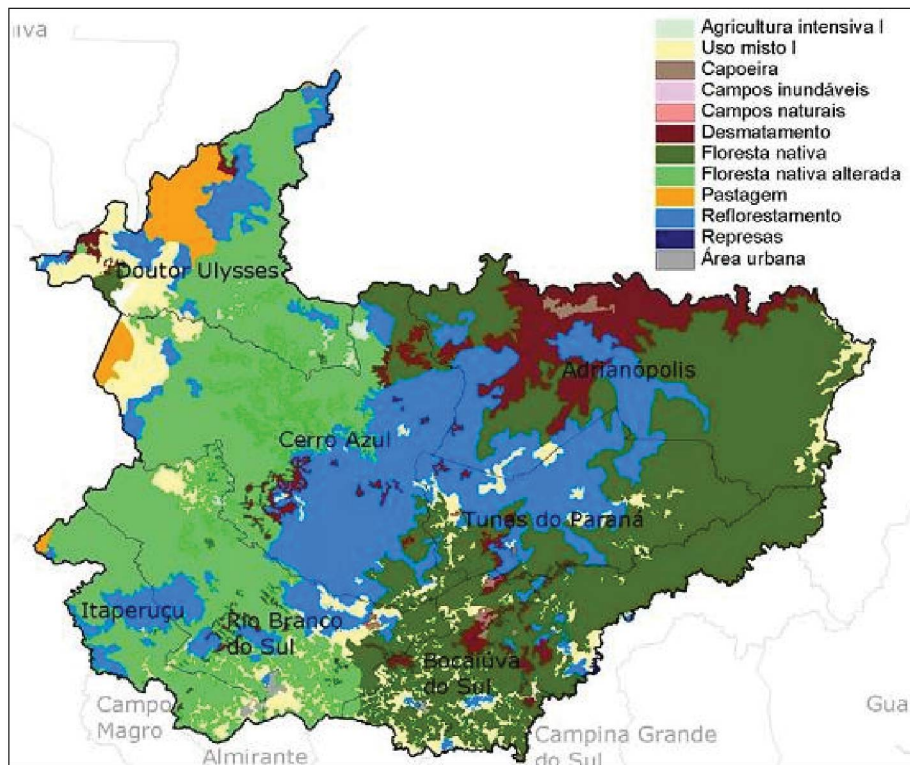 iva
Agricultura intensiva I
Uso misto I
Capoeira
Campos inundáveis
Campos naturais
Desmatamento
Floresta nativa
Floresta nativa alterada
Pastagem
Reflorestamento
Represas
Área urbana
Doutor Ulysses
Adrianópolis
Cerro Azul
Tunas do Paraná
Itaperuçu
Rio Branco
do Sul
Bocaiúva
do Sul
Campo
Magro
Almirante
Campina Grande
do Sul
Gua